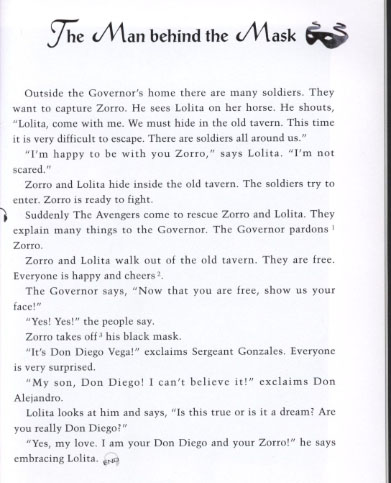 The Man behind the Mask
Outside the Governor's home there are many soldiers. They
want to capture Zorro. He sees Lolita on her horse. He shouts,
"Lolita, come with me. We must hide in the old tavern. This time
it is very difficult to escape. There are soldiers all around us."
"I'm happy to be with you Zorro," says Lolita. "I'm not
scared."
Zorro and Lolita hide inside the old tavern. The soldiers try to
enter. Zorro is ready to fight.
Suddenly The Avengers come to rescue Zorro and Lolita. They
explain many things to the Governor. The Governor pardons ¹
Zorro.
Zorro and Lolita walk out of the old tavern. They are free.
Everyone is happy and cheers ².
The Governor says, "Now that you are free, show us your
face!"
"Yes! Yes!" the people say.
Zorro takes off ³ his black mask.
"It's Don Diego Vega!" exclaims Sergeant Gonzales. Everyone
is very surprised.
"My son, Don Diego! I can't believe it!" exclaims Don
Alejandro.
Lolita looks at him and says, "Is this true or is it a dream? Are
you really Don Diego?"
"Yes, my love. I am your Don Diego and your Zorro!" he says
embracing Lolita. END